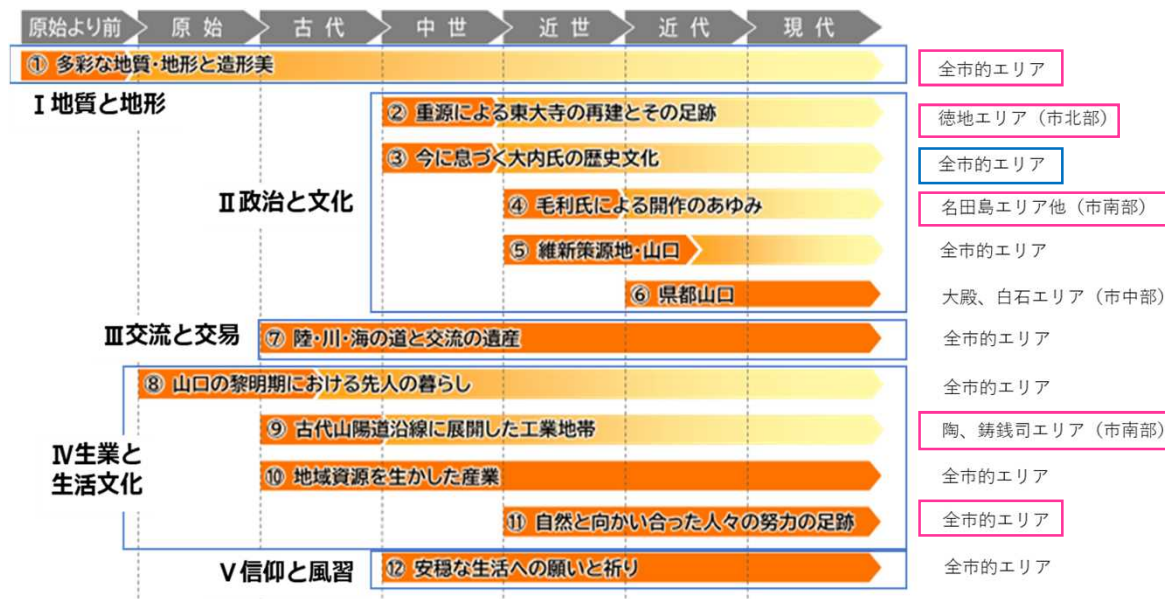 原始より前 原始 古代 中世 近世 近代 現代
① 多彩な地質・地形と造形美 全市的エリア
Ⅰ地質と地形
② 重源による東大寺の再建とその足跡 徳地エリア（市北部）
③ 今に息づく大内氏の歴史文化 全市的エリア
Ⅱ政治と文化
④ 毛利氏による開作のあゆみ 名田島エリア他（市南部）
⑤ 維新策源地・山口 全市的エリア
⑥ 県都山口 大殿、白石エリア（市中部）
Ⅲ交流と交易
⑦ 陸・川・海の道と交流の遺産 全市的エリア
⑧ 山口の黎明期における先人の暮らし 全市的エリア
⑨ 古代山陽道沿線に展開した工業地帯 陶、鋳銭司エリア（市南部）
Ⅳ生業と
生活文化
⑩ 地域資源を生かした産業 全市的エリア
⑪ 自然と向かい合った人々の努力の足跡 全市的エリア
Ⅴ信仰と風習
⑫ 安穏な生活への願いと祈り 全市的エリア